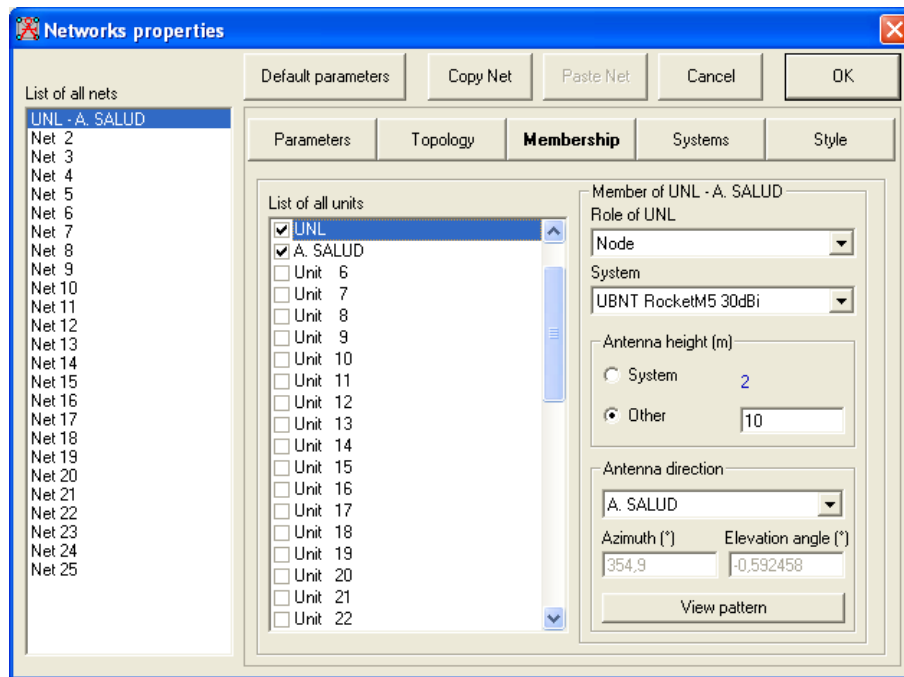 Networks properties
Default parameters
Copy Net
Paste Net
Cancel
OK
List of all nets
UNL - A. SALUD
Net 2
Net 3
Net 4
Net 5
Net 6
Net 7
Net 8
Net 9
Net 10
Net 11
Net 12
Net 13
Net 14
Net 15
Net 16
Net 17
Net 18
Net 19
Net 20
Net 21
Net 22
Net 23
Net 24
Net 25
Parameters
Topology
Membership
Systems
Style
List of all units
UNL
A. SALUD
Unit 6
Unit 7
Unit 8
Unit 9
Unit 10
Unit 11
Unit 12
Unit 13
Unit 14
Unit 15
Unit 16
Unit 17
Unit 18
Unit 19
Unit 20
Unit 21
Unit 22
Member of UNL - A. SALUD
Role of UNL
Node
System
UBNT RocketM5 30dBi
Antenna height (m)
System 2
Other 10
Antenna direction
A. SALUD
Azimuth (°) Elevation angle (°)
354,9 -0,592458
View pattern